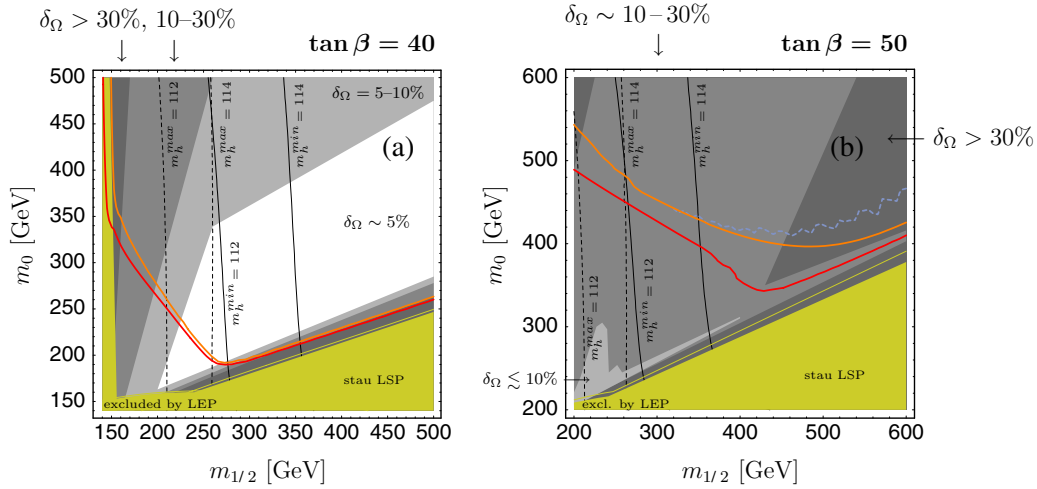 δ_Ω > 30%, 10–30%
tan β = 40
δ_Ω = 5–10%
(a)
m_h^max = 112
m_h^max = 114
m_h^min = 114
m_h^min = 112
δ_Ω ∼ 5%
stau LSP
excluded by LEP
500
450
400
350
300
250
200
150
150 200 250 300 350 400 450 500
m_0 [GeV]
m_{1/2} [GeV]
δ_Ω ∼ 10–30%
tan β = 50
δ_Ω > 30%
(b)
m_h^max = 114
m_h^min = 114
m_h^max = 112
m_h^min = 112
δ_Ω ≲ 10%
stau LSP
excl. by LEP
600
500
400
300
200
200 300 400 500 600
m_0 [GeV]
m_{1/2} [GeV]